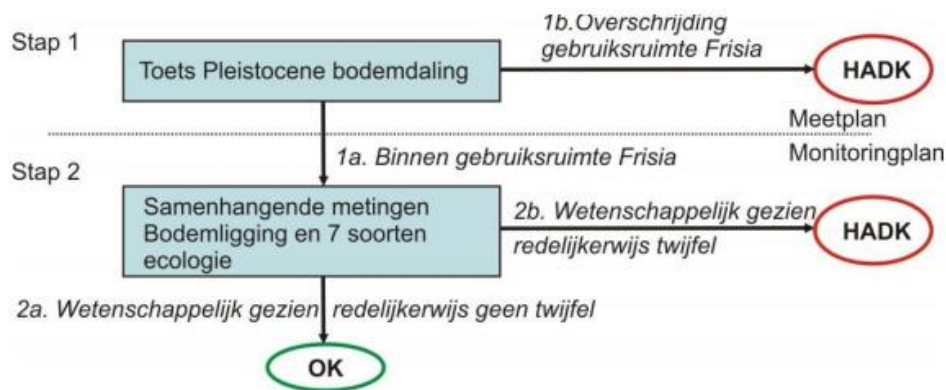 Stap 1
Toets Pleistocene bodemdaling
1b.Overschrijding
gebruiksruimte Frisia
HADK
Meetplan
Monitoringplan
1a. Binnen gebruiksruimte Frisia
Stap 2
Samenhangende metingen
Bodemligging en 7 soorten
ecologie
2b. Wetenschappelijk gezien
redelijkerwijs twijfel
HADK
2a. Wetenschappelijk gezien redelijkerwijs geen twijfel
OK